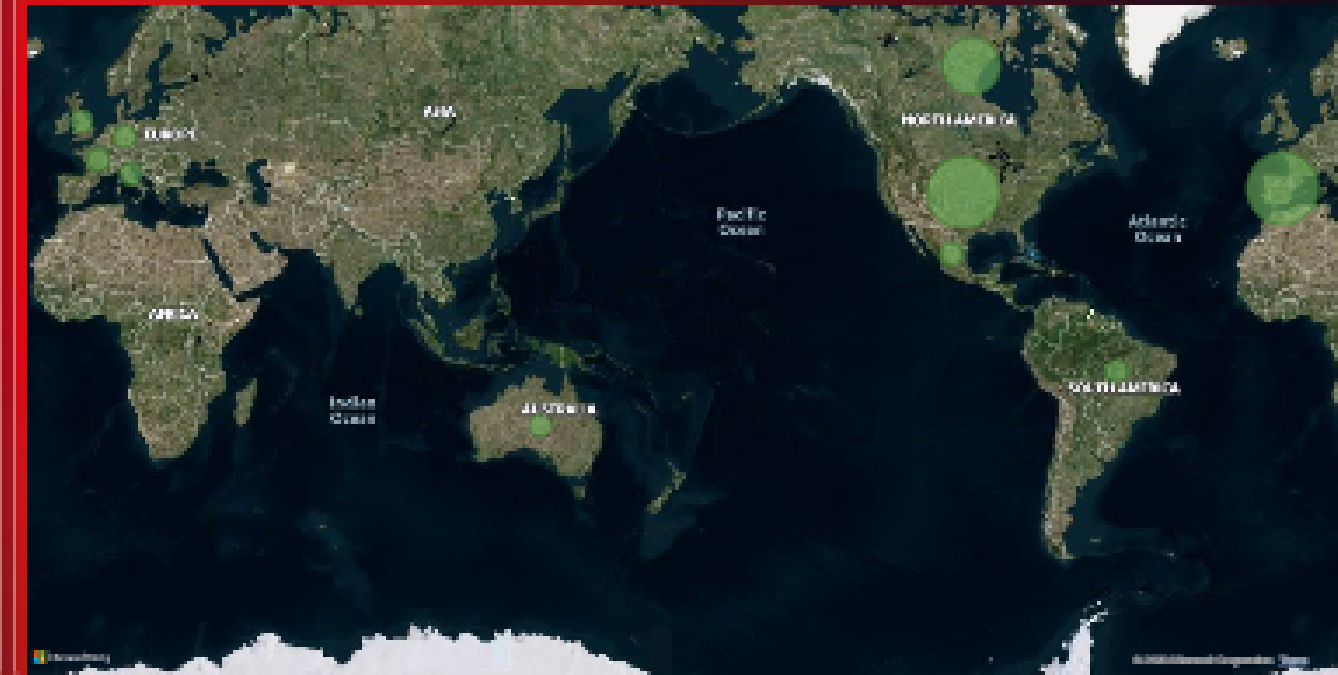 ASIA
NORTH AMERICA
EUROPE
Pacific
Ocean
Atlantic
Ocean
AFRICA
SOUTH AMERICA
Indian
Ocean
AUSTRALIA